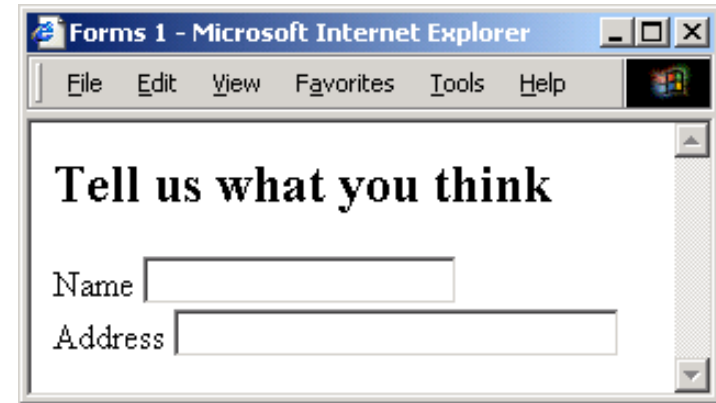 Forms 1 - Microsoft Internet Explorer
File Edit View Favorites Tools Help
Tell us what you think
Name
Address